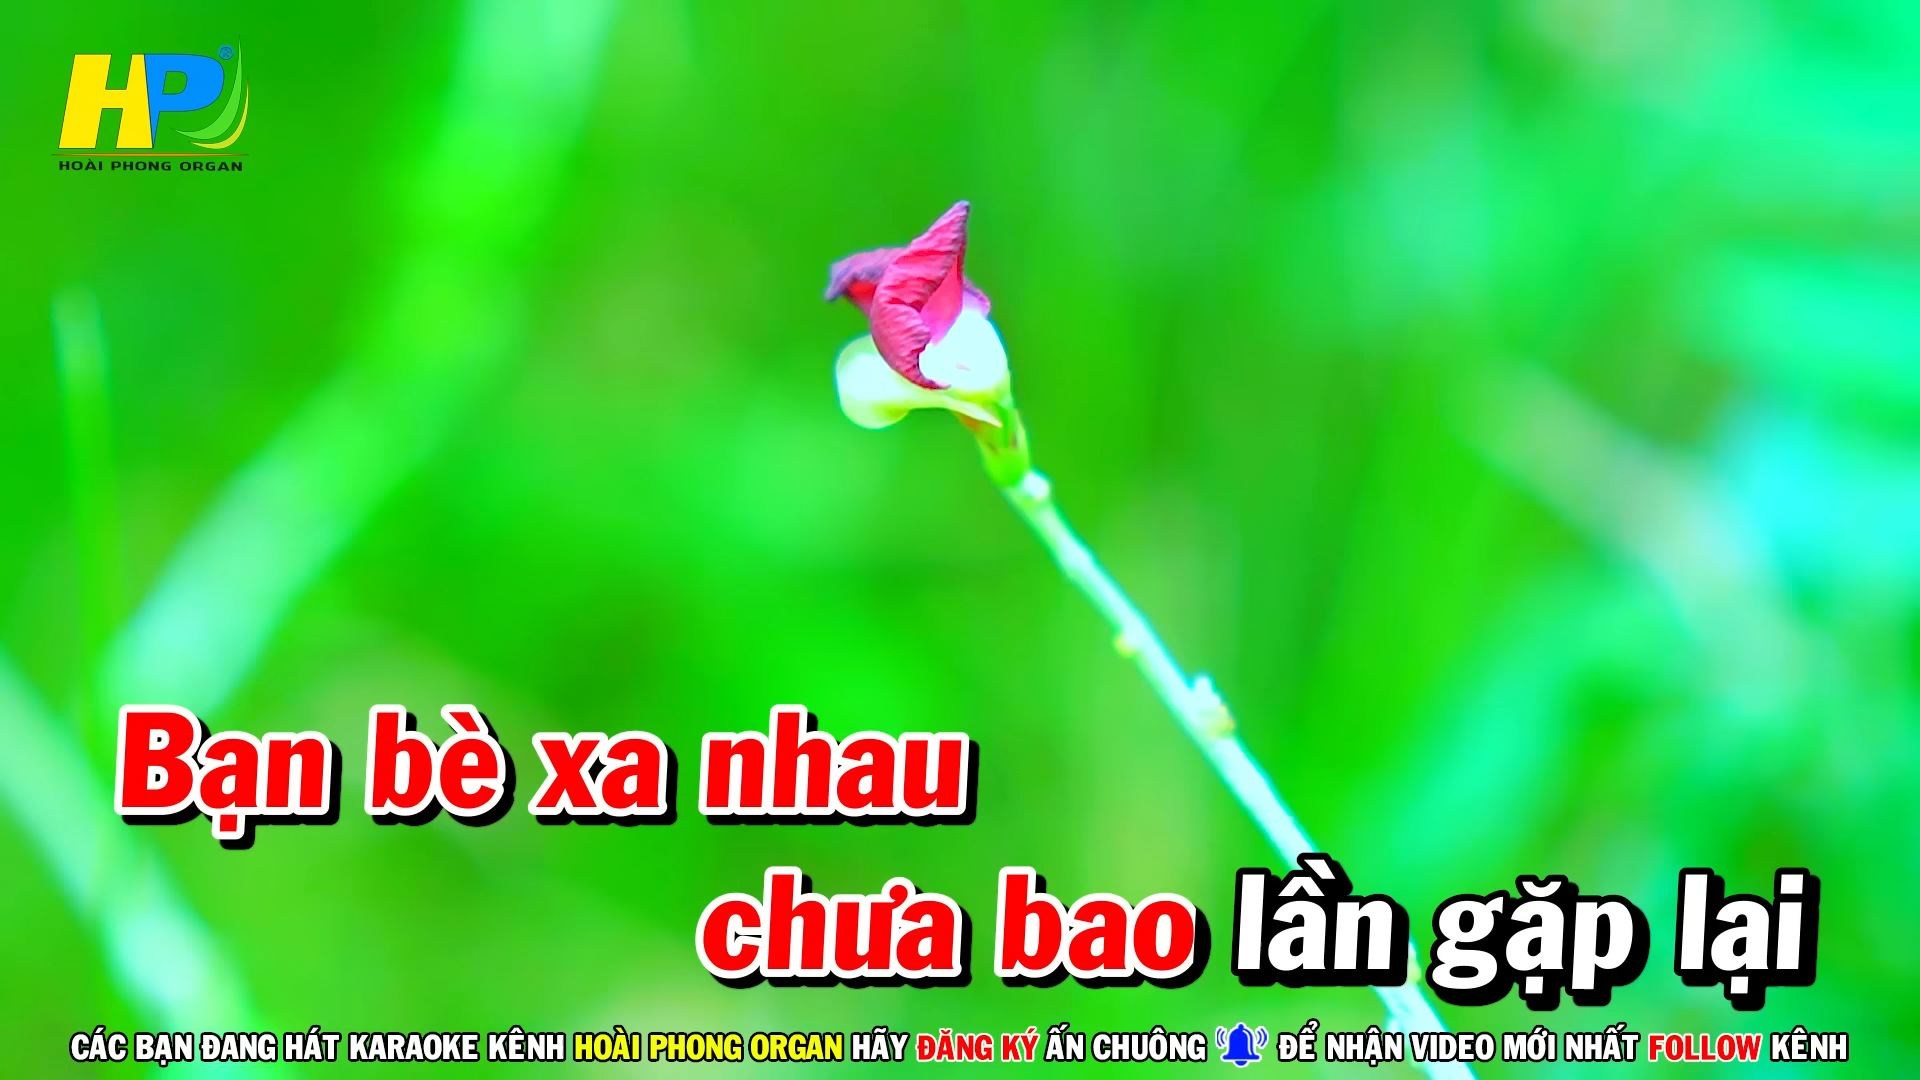 HP®
HOÀI PHONG ORGAN
Bạn bè xa nhau
chưa bao lần gặp lại
CÁC BẠN ĐANG HÁT KARAOKE KÊNH HOÀI PHONG ORGAN HÃY ĐĂNG KÝ ẤN CHUÔNG ĐỂ NHẬN VIDEO MỚI NHẤT FOLLOW KÊNH